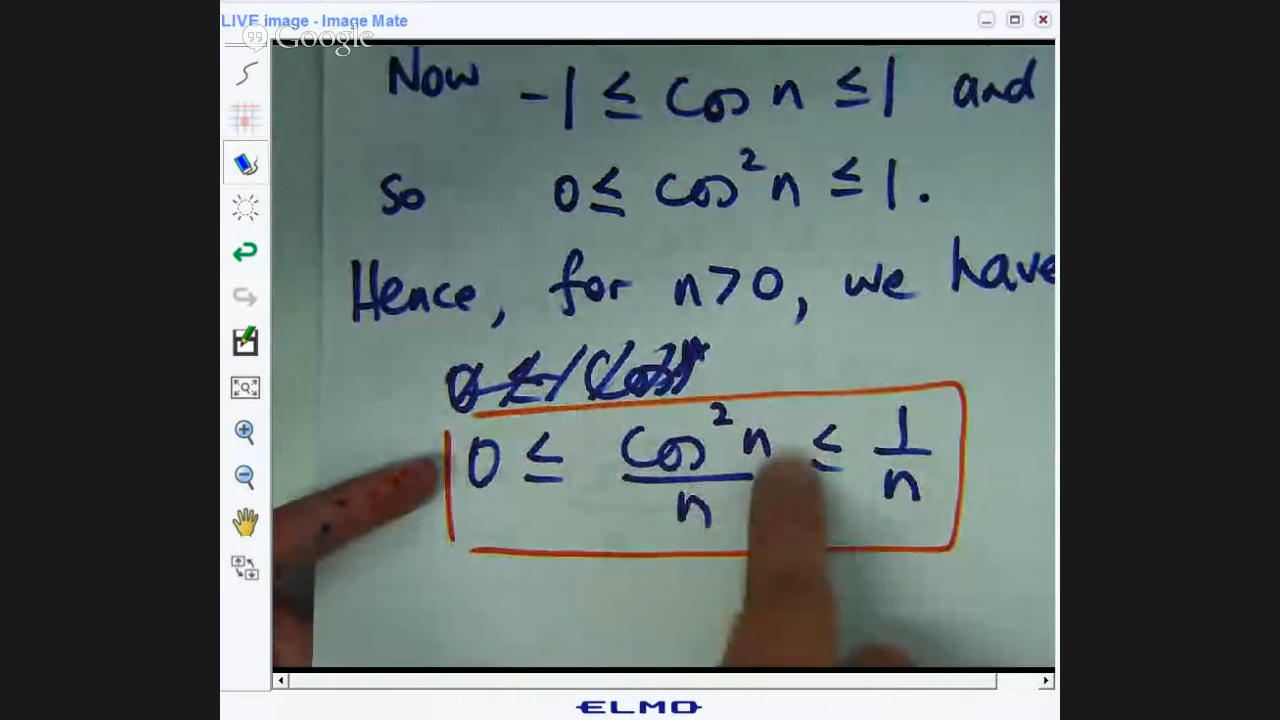 LIVE image - Image Mate
Google
Now -1 ≤ cos n ≤ 1 and
so 0 ≤ cos²n ≤ 1.
Hence, for n>0, we have
0 ≤ cos²n/n ≤ 1/n
ELMO